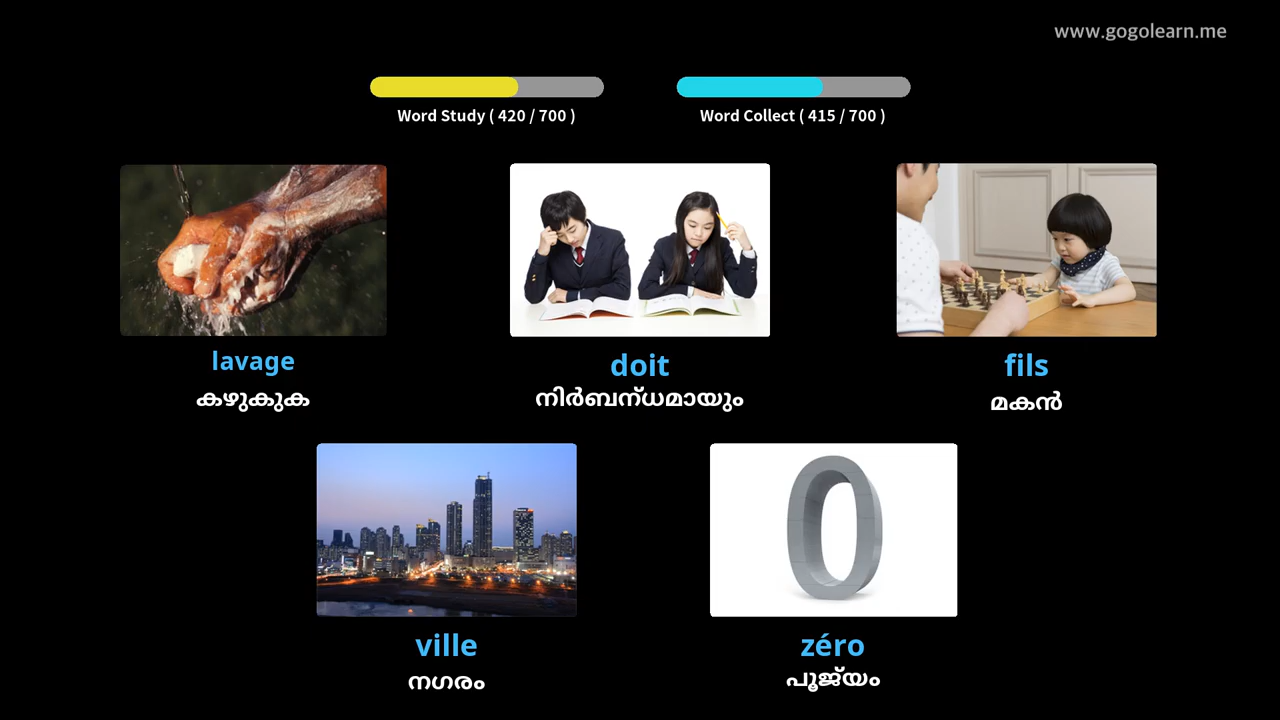 www.gogolearn.me
Word Study ( 420 / 700 )
Word Collect ( 415 / 700 )
lavage
കഴുകുക
doit
നിർബന്ധമായും
fils
മകൻ
ville
നഗരം
0
zéro
പൂജ്യം